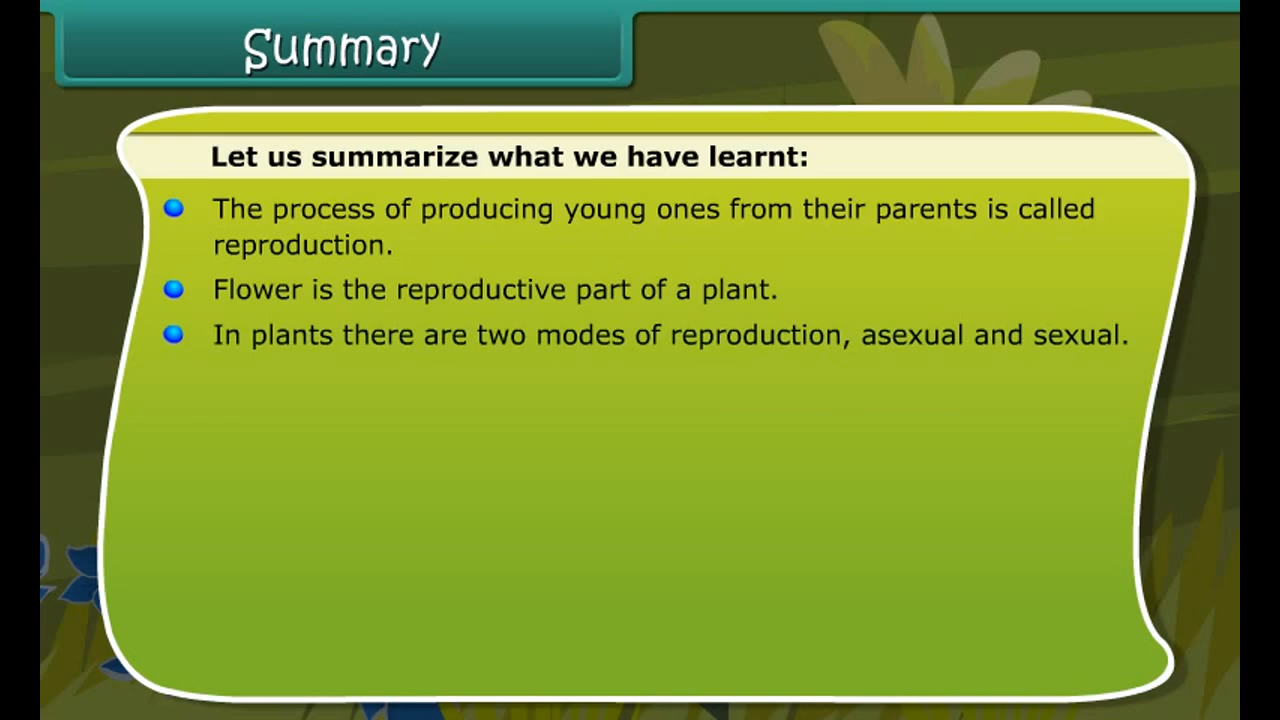 Summary
Let us summarize what we have learnt:
The process of producing young ones from their parents is called
reproduction.
Flower is the reproductive part of a plant.
In plants there are two modes of reproduction, asexual and sexual.